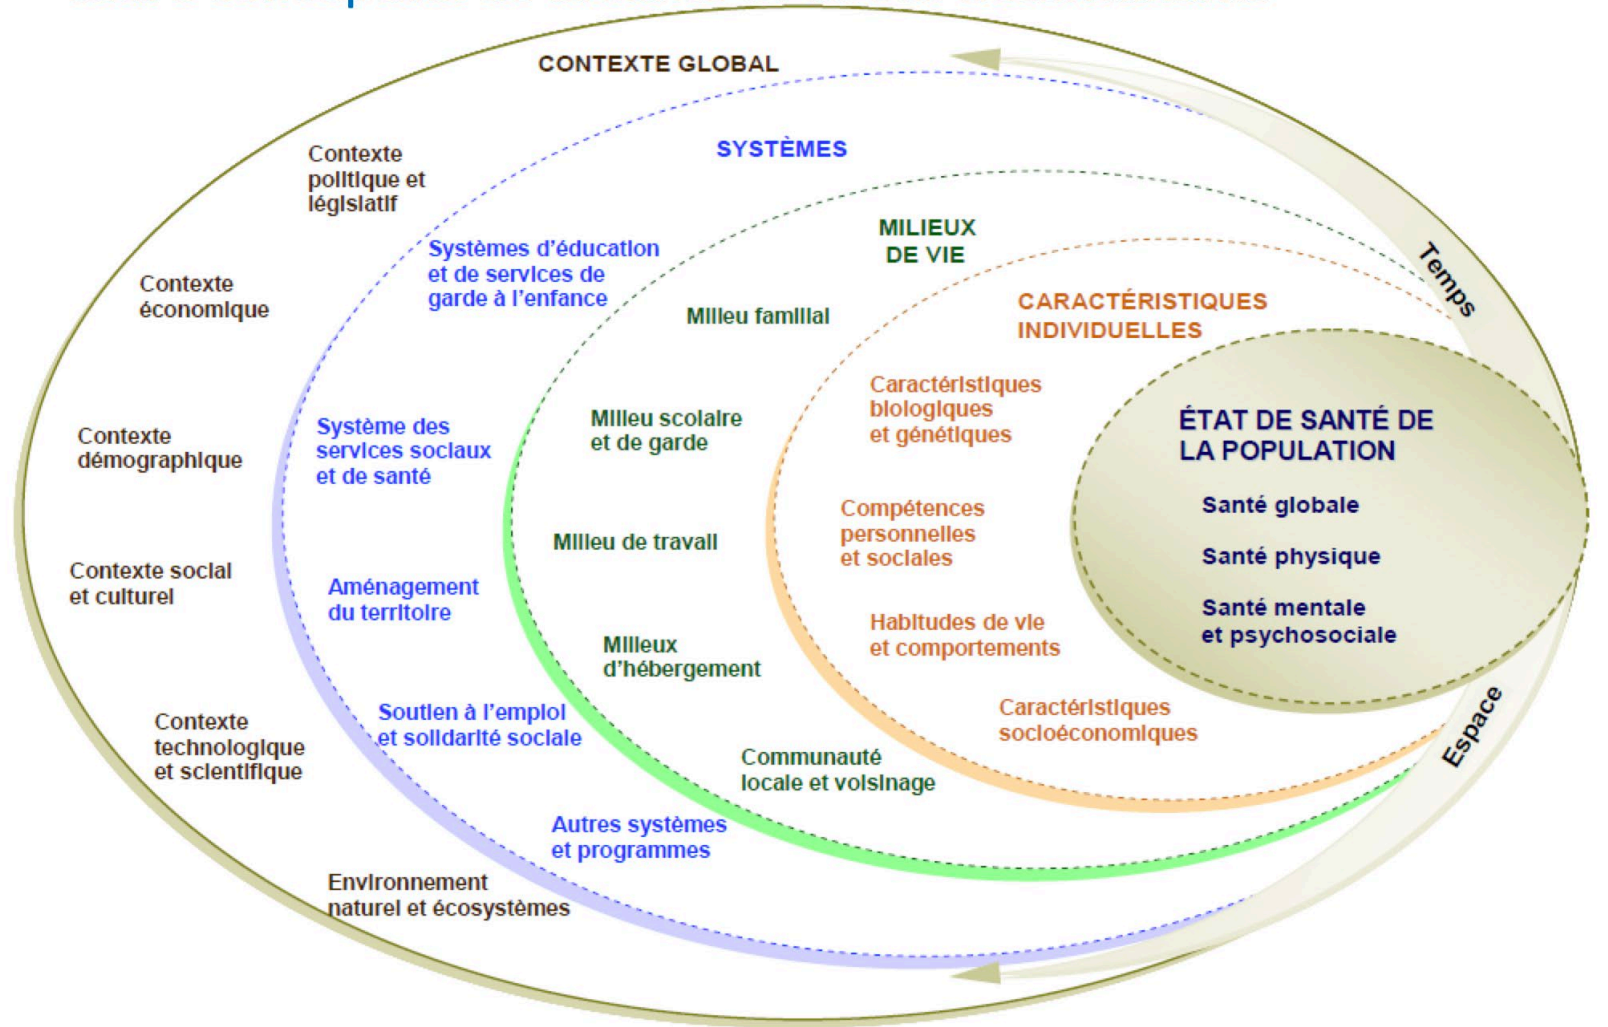 CONTEXTE GLOBAL
Contexte
politique et
législatif
Contexte
économique
Contexte
démographique
Contexte social
et culturel
Contexte
technologique
et scientifique
Environnement
naturel et écosystèmes
SYSTÈMES
Systèmes d'éducation
et de services de
garde à l'enfance
Système des
services sociaux
et de santé
Aménagement
du territoire
Soutien à l'emploi
et solidarité sociale
Autres systèmes
et programmes
MILIEUX
DE VIE
Milieu familial
Milieu scolaire
et de garde
Milieu de travail
Milieux
d'hébergement
Communauté
locale et voisinage
CARACTÉRISTIQUES
INDIVIDUELLES
Caractéristiques
biologiques
et génétiques
Compétences
personnelles
et sociales
Habitudes de vie
et comportements
Caractéristiques
socioéconomiques
ÉTAT DE SANTÉ DE
LA POPULATION
Santé globale
Santé physique
Santé mentale
et psychosociale
Temps
Espace